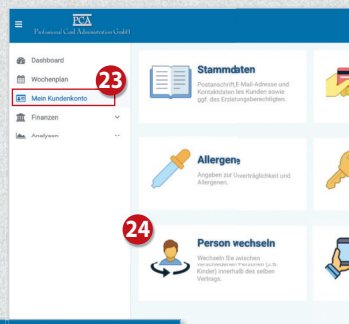 PCA
Professional Card Administration GmbH
Dashboard
Wochenplan
23
Mein Kundenkonto
Finanzen
Analysen
Stammdaten
Postanschrift,E-Mail-Adresse und
Kontaktdaten des Kunden sowie
ggf. des Erziehungsberechtigten.
Allergene
Angaben zur Unverträglichkeit und
Allergenen.
24
Person wechseln
Wechseln Sie zwischen
verschiedenen Personen (z.B.
Kinder) innerhalb des selben
Vertrags.